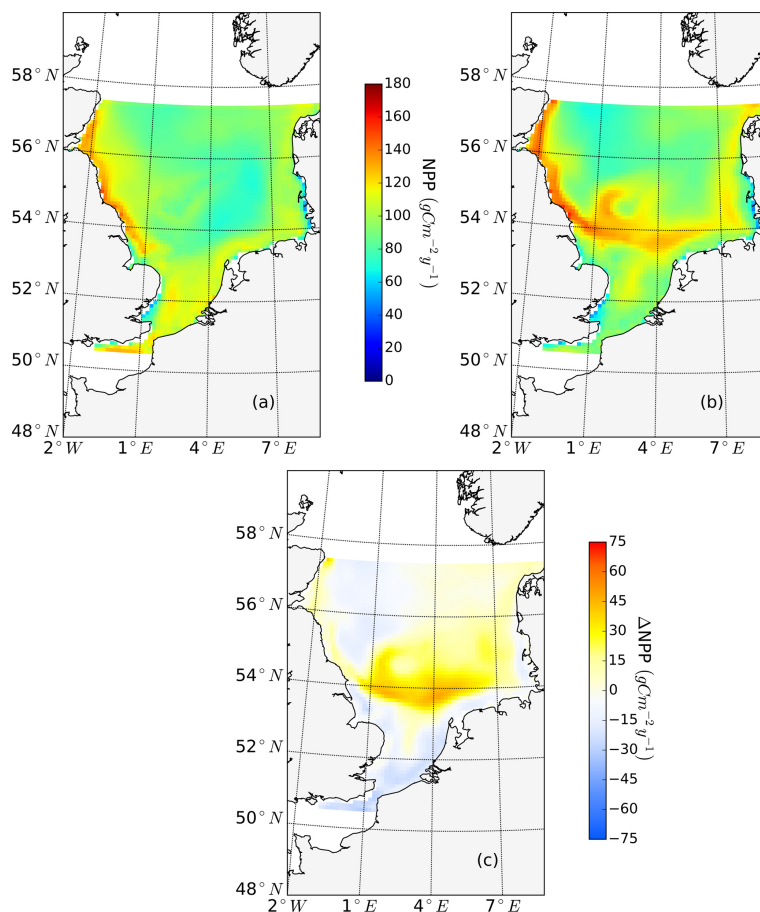 58°N
56°N
54°N
52°N
50°N
48°N
2°W 1°E 4°E 7°E
(a)
180
160
140
120
100
80
60
40
20
0
NPP (gCm⁻²y⁻¹)
58°N
56°N
54°N
52°N
50°N
48°N
2°W 1°E 4°E 7°E
(b)
58°N
56°N
54°N
52°N
50°N
48°N
2°W 1°E 4°E 7°E
(c)
75
60
45
30
15
0
−15
−30
−45
−60
−75
ΔNPP (gCm⁻²y⁻¹)